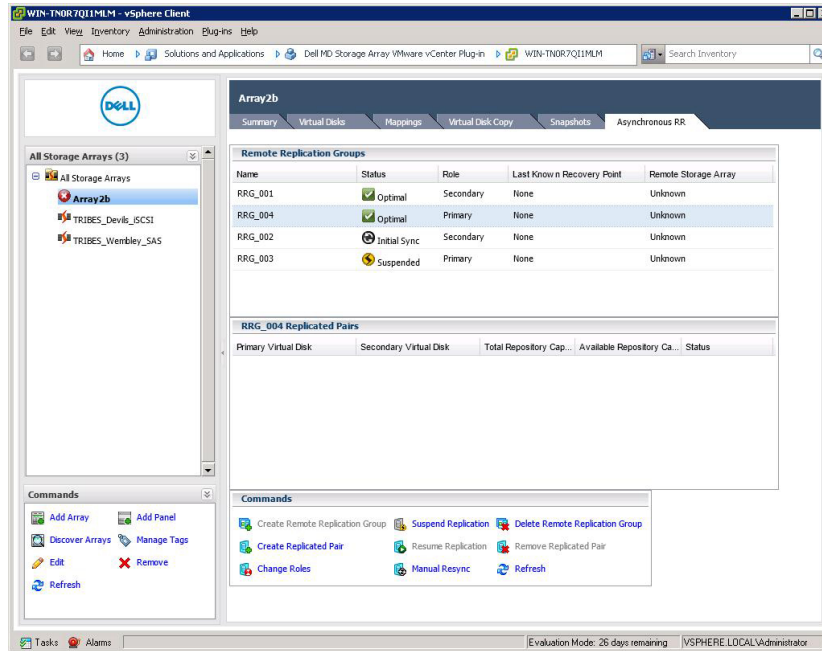 WIN-TN0R7QI1MLM - vSphere Client
File Edit View Inventory Administration Plug-ins Help
Home Solutions and Applications Dell MD Storage Array VMware vCenter Plug-in WIN-TN0R7QI1MLM Search Inventory
DELL
Array2b
Summary Virtual Disks Mappings Virtual Disk Copy Snapshots Asynchronous RR
All Storage Arrays (3)
All Storage Arrays
Array2b
TRIBES_Devils_iSCSI
TRIBES_Wembley_SAS
Remote Replication Groups
Name Status Role Last Known Recovery Point Remote Storage Array
RRG_001 Optimal Secondary None Unknown
RRG_004 Optimal Primary None Unknown
RRG_002 Initial Sync Secondary None Unknown
RRG_003 Suspended Primary None Unknown
RRG_004 Replicated Pairs
Primary Virtual Disk Secondary Virtual Disk Total Repository Cap... Available Repository Ca... Status
Commands
Add Array Add Panel
Discover Arrays Manage Tags
Edit Remove
Refresh
Commands
Create Remote Replication Group Suspend Replication Delete Remote Replication Group
Create Replicated Pair Resume Replication Remove Replicated Pair
Change Roles Manual Resync Refresh
Tasks Alarms Evaluation Mode: 26 days remaining VSPHERE.LOCAL\Administrator